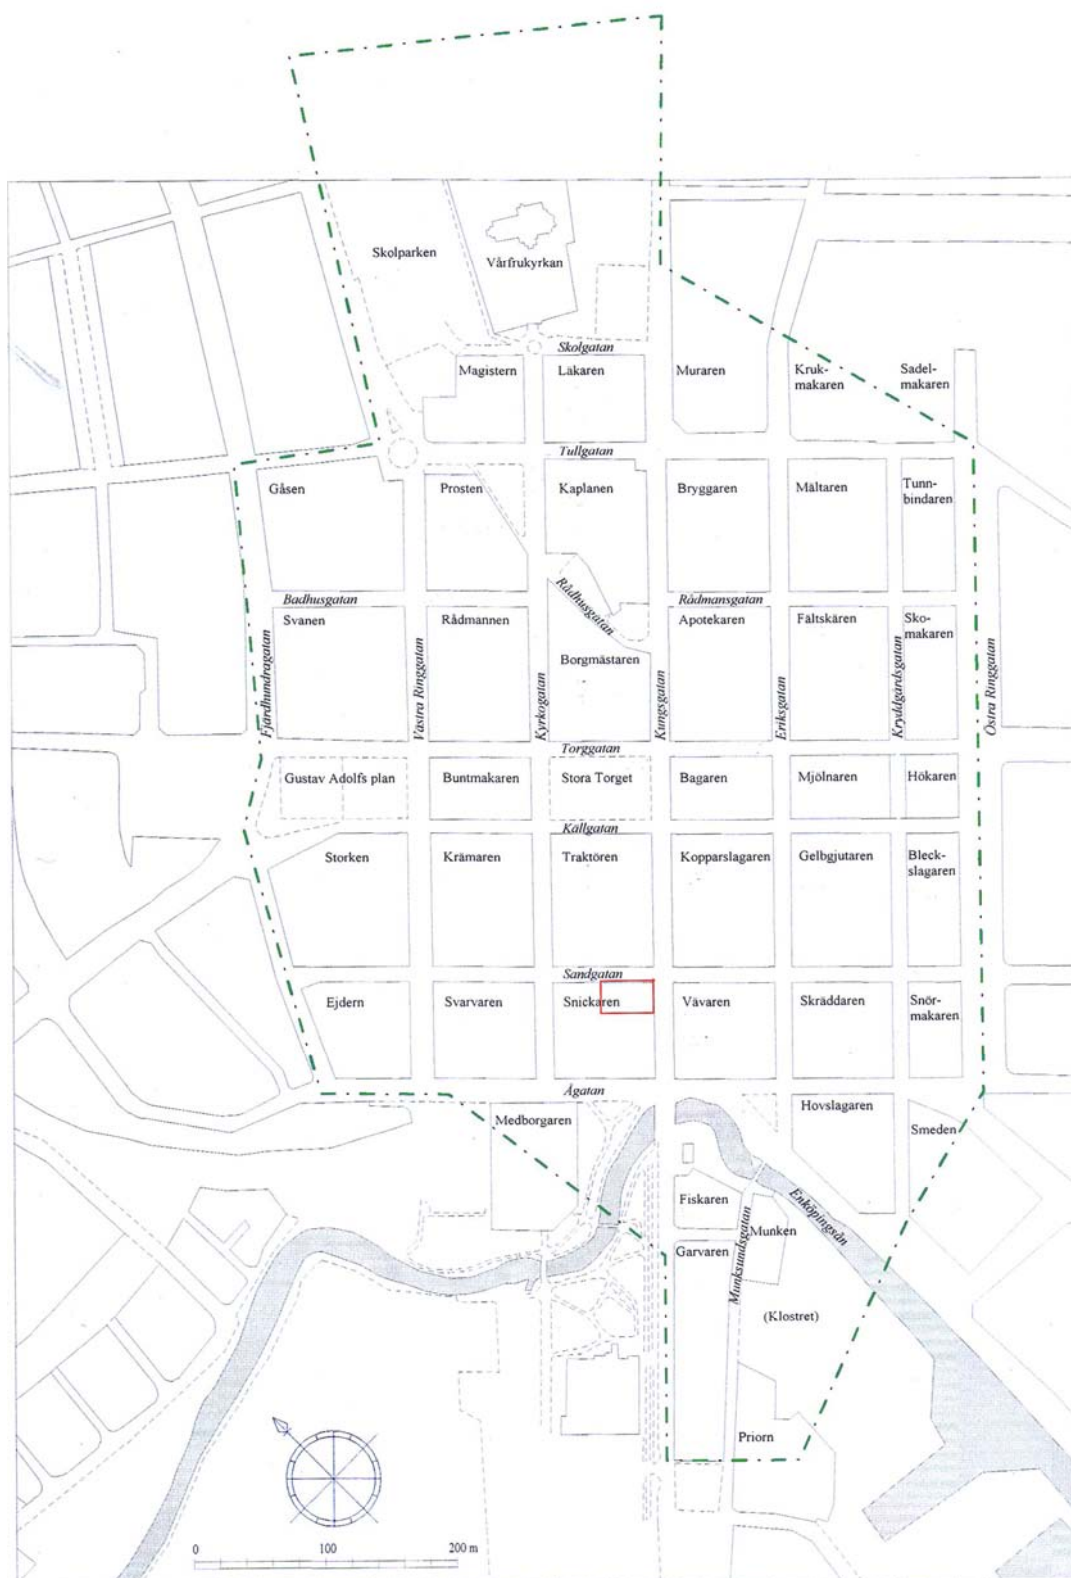 Skolparken
Vårfrukyrkan
Skolgatan
Magistern
Läkaren
Muraren
Kruk-
makaren
Sadel-
makaren
Tullgatan
Gåsen
Prosten
Kaplanen
Bryggaren
Mältaren
Tunn-
bindaren
Rådhusgatan
Badhusgatan
Rådmansgatan
Svanen
Rådmannen
Borgmästaren
Apotekaren
Fältskären
Sko-
makaren
Fjärdhundragatan
Västra Ringgatan
Kyrkogatan
Kungsgatan
Eriksgatan
Kryddgårdsgatan
Östra Ringgatan
Torggatan
Gustav Adolfs plan
Buntmakaren
Stora Torget
Bagaren
Mjölnaren
Hökaren
Källgatan
Storken
Krämaren
Traktören
Kopparslagaren
Gelbgjutaren
Bleck-
slagaren
Sandgatan
Ejdern
Svarvaren
Snickaren
Vävaren
Skräddaren
Snör-
makaren
Ågatan
Medborgaren
Hovslagaren
Smeden
Fiskaren
Munksundsgatan
Enköpingsån
Munken
Garvaren
(Klostret)
Priorn
0 100 200 m